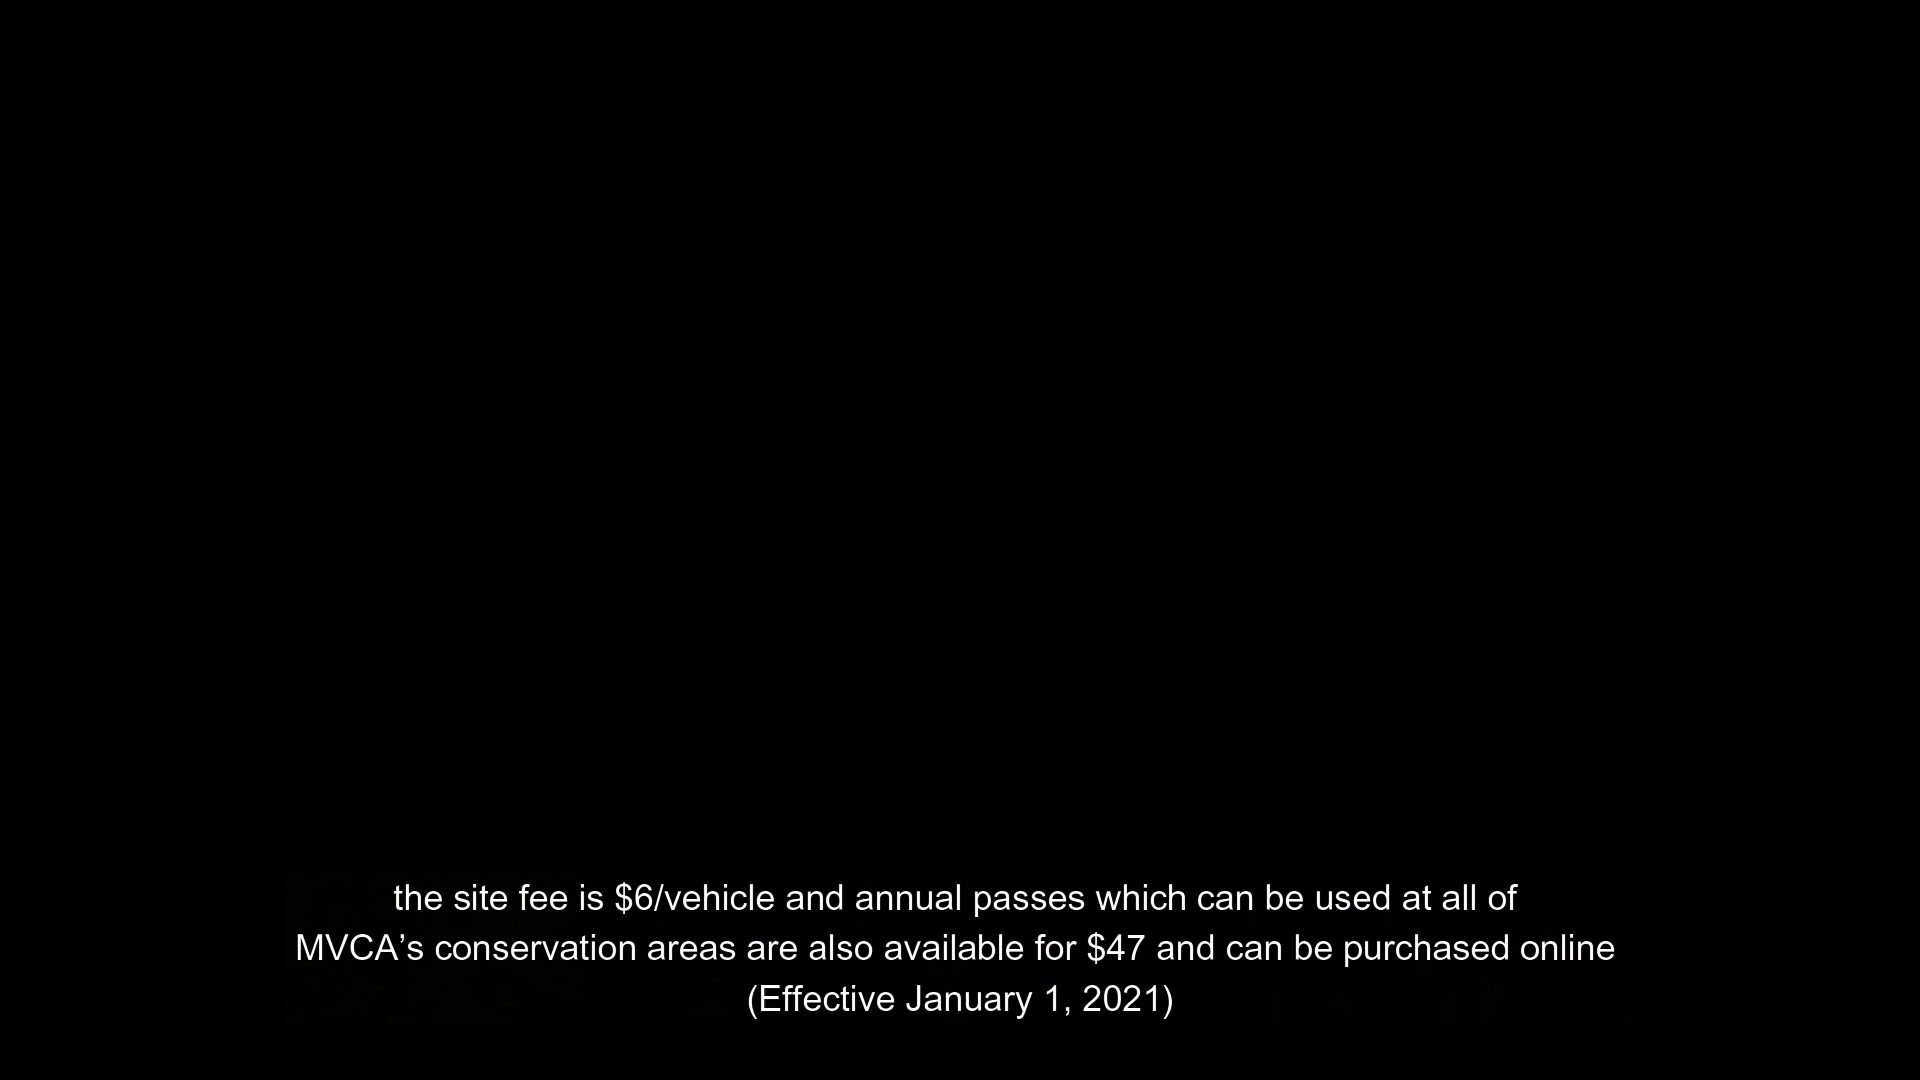 the site fee is $6/vehicle and annual passes which can be used at all of
MVCA’s conservation areas are also available for $47 and can be purchased online
(Effective January 1, 2021)